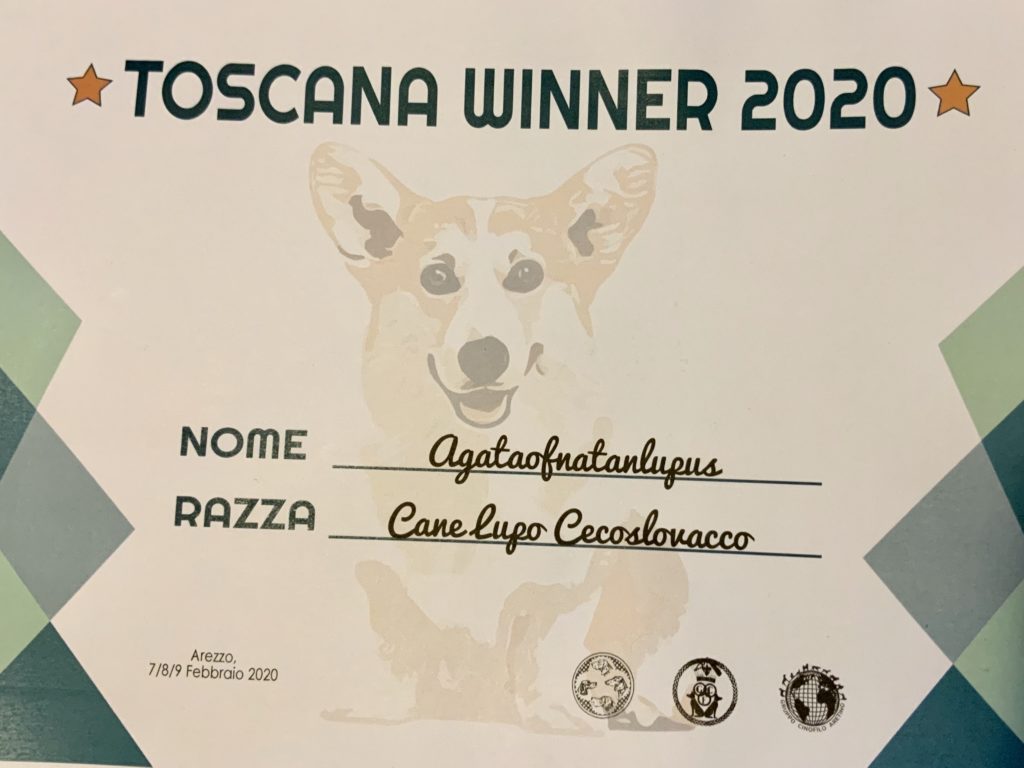 TOSCANA WINNER 2020
NOME Agataofnatanlupus
RAZZA Cane Lupo Cecoslovacco
Arezzo,
7/8/9 Febbraio 2020
GRUPPO CINOFILO ARETINO